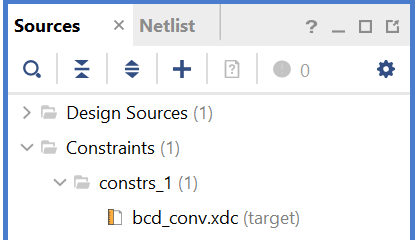 Sources × Netlist ? _
0
Design Sources (1)
Constraints (1)
constrs_1 (1)
bcd_conv.xdc (target)